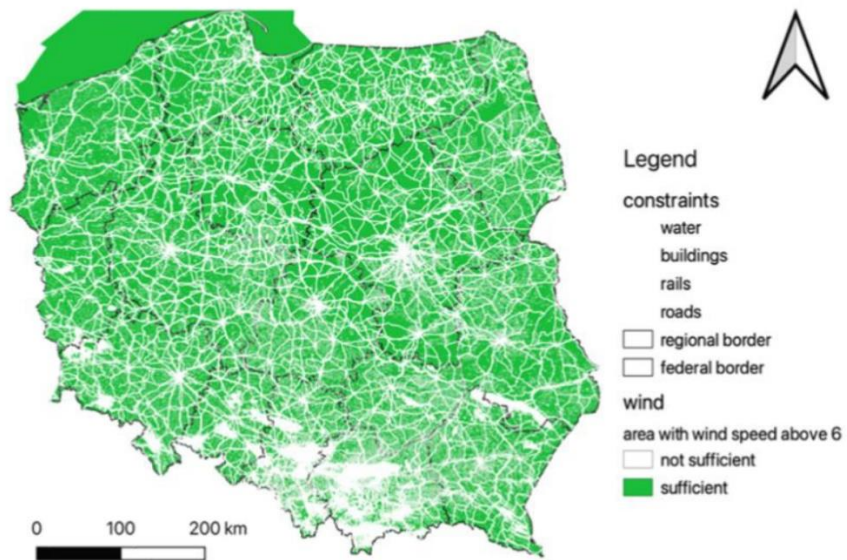 Legend
constraints
water
buildings
rails
roads
regional border
federal border
wind
area with wind speed above 6
not sufficient
sufficient
0 100 200 km